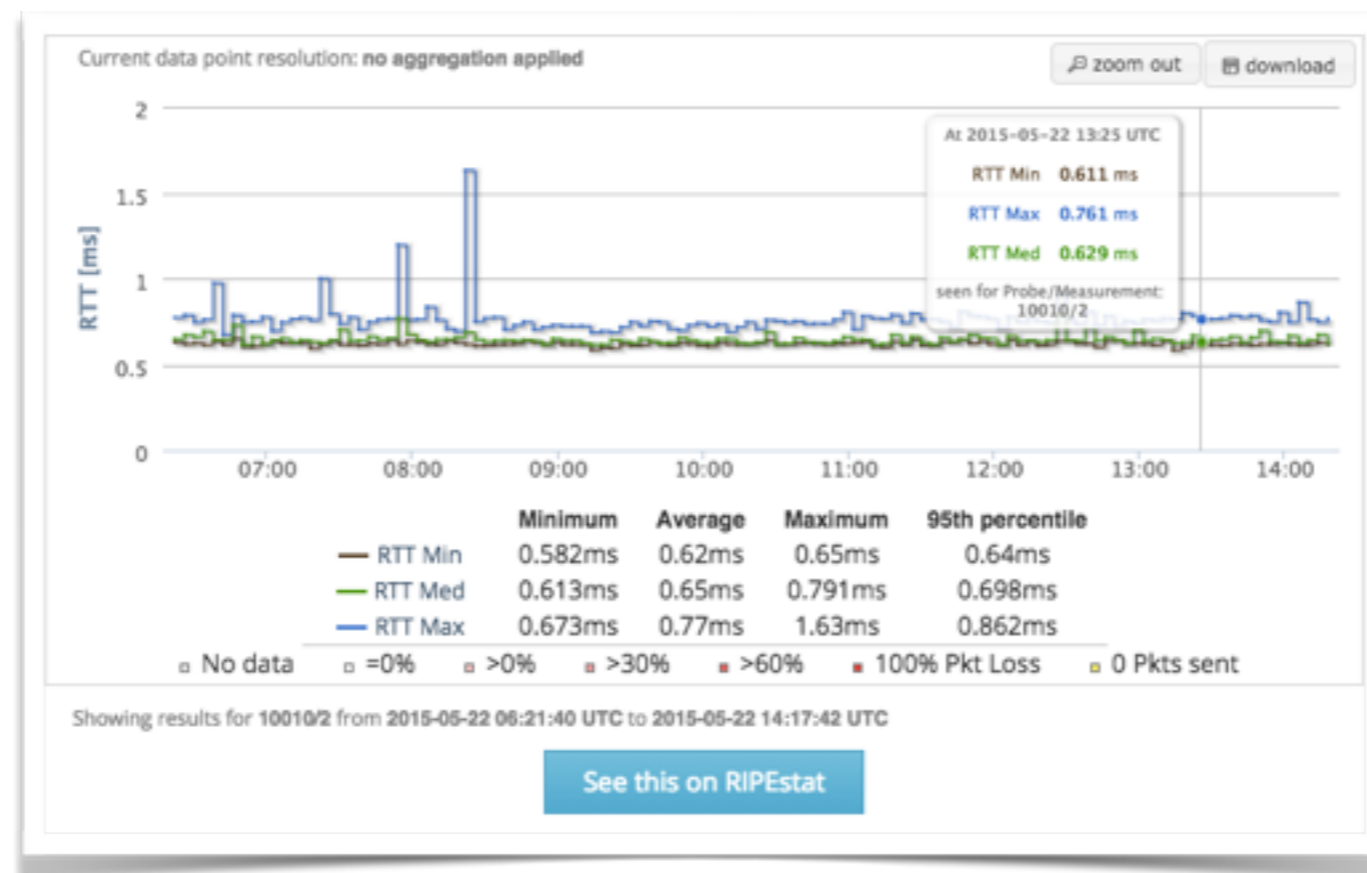 Current data point resolution: no aggregation applied
zoom out
download
2
1.5
1
0.5
0
RTT [ms]
At 2015-05-22 13:25 UTC
RTT Min 0.611 ms
RTT Max 0.761 ms
RTT Med 0.629 ms
seen for Probe/Measurement:
10010/2
07:00 08:00 09:00 10:00 11:00 12:00 13:00 14:00
Minimum Average Maximum 95th percentile
RTT Min 0.582ms 0.62ms 0.65ms 0.64ms
RTT Med 0.613ms 0.65ms 0.791ms 0.698ms
RTT Max 0.673ms 0.77ms 1.63ms 0.862ms
No data =0% >0% >30% >60% 100% Pkt Loss 0 Pkts sent
Showing results for 10010/2 from 2015-05-22 06:21:40 UTC to 2015-05-22 14:17:42 UTC
See this on RIPEstat